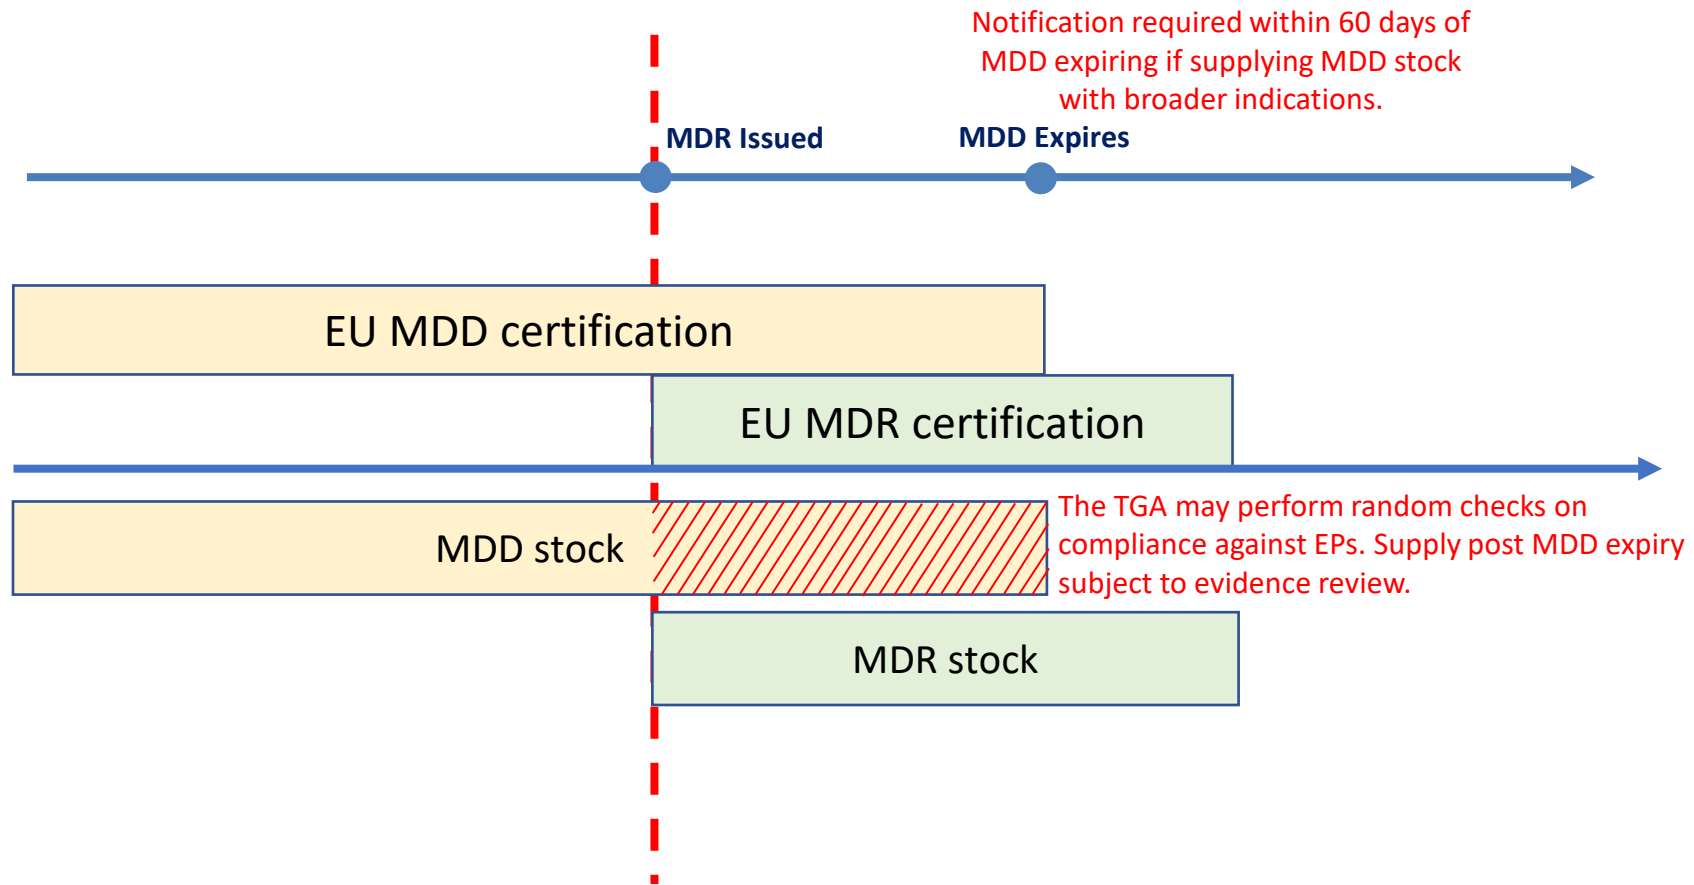 Notification required within 60 days of
MDD expiring if supplying MDD stock
with broader indications.
MDR Issued
MDD Expires
EU MDD certification
EU MDR certification
MDD stock
The TGA may perform random checks on
compliance against EPs. Supply post MDD expiry
subject to evidence review.
MDR stock